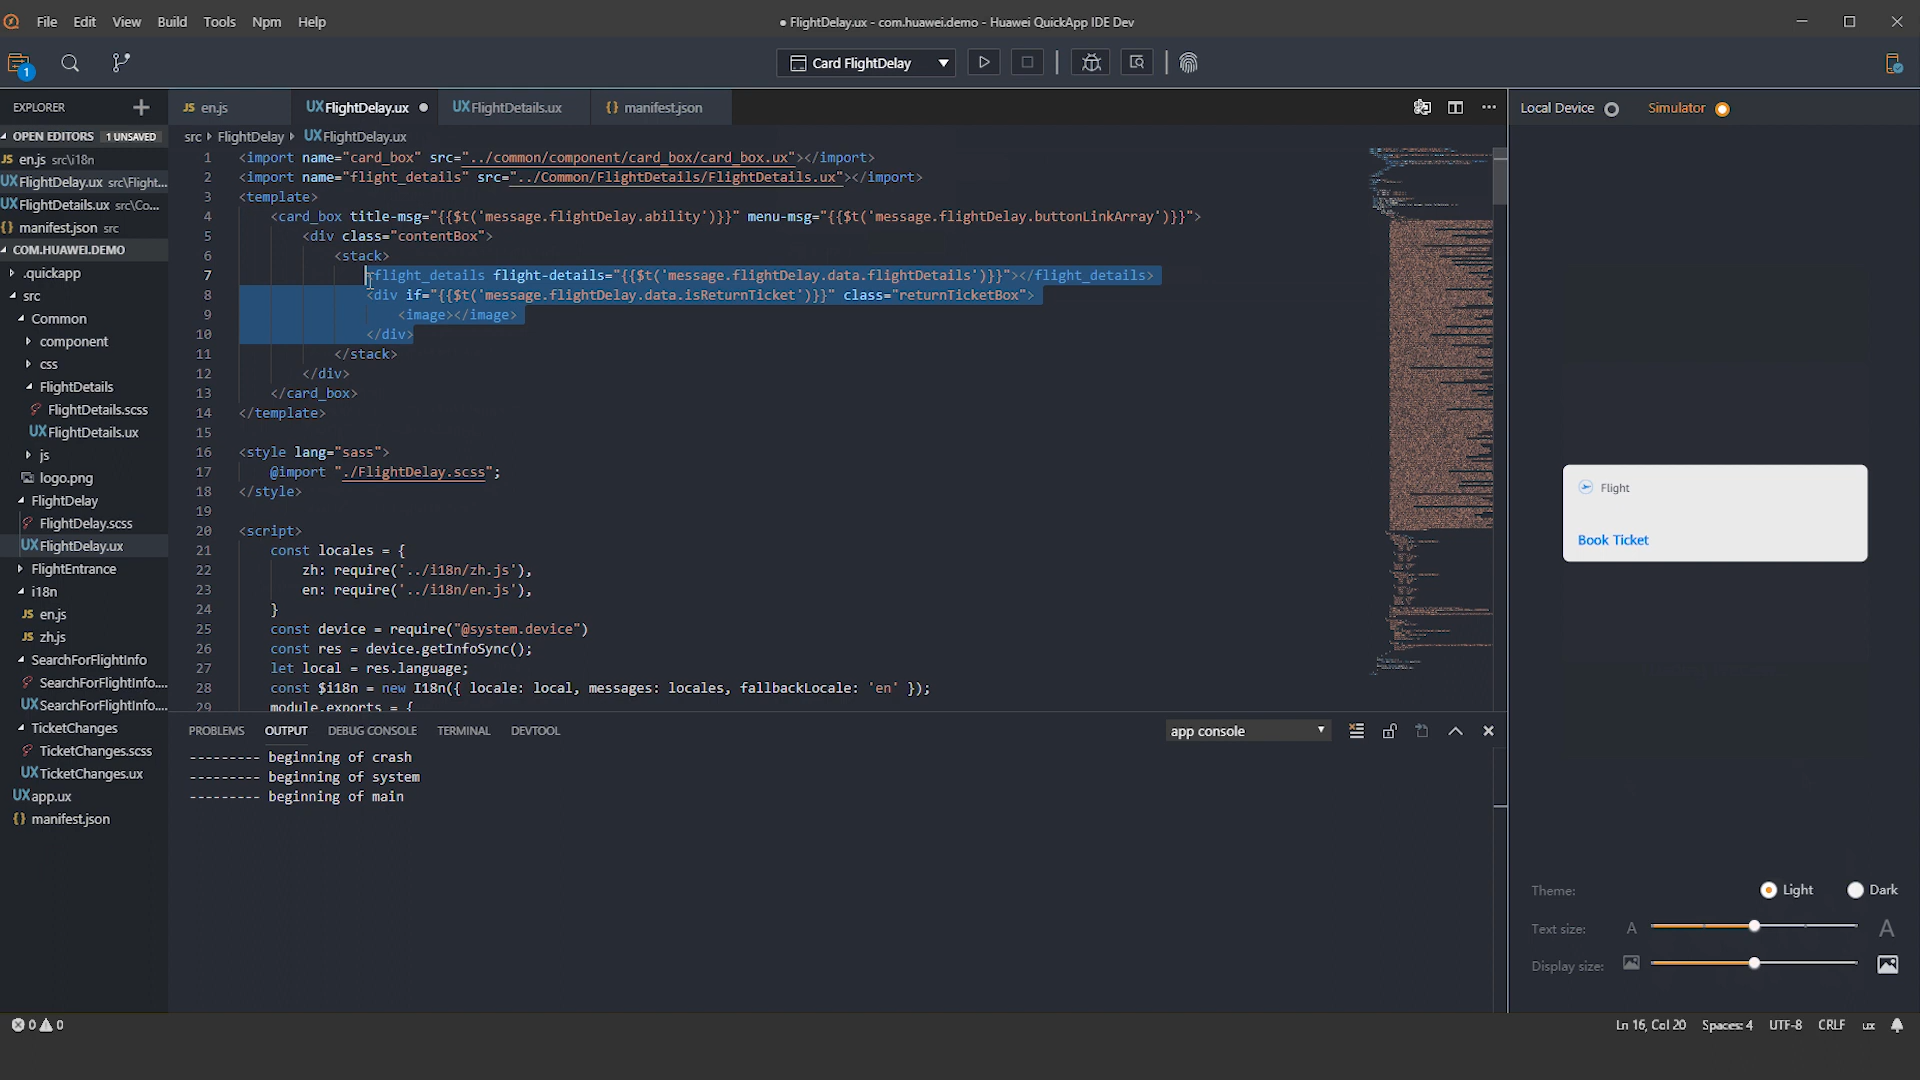 File Edit View Build Tools Npm Help
● FlightDelay.ux - com.huawei.demo - Huawei QuickApp IDE Dev
1
Card FlightDelay
EXPLORER
OPEN EDITORS 1 UNSAVED
JS en.js src\i18n
UX FlightDelay.ux src\Flight...
UX FlightDetails.ux src\Co...
{} manifest.json src
COM.HUAWEI.DEMO
.quickapp
src
Common
component
css
FlightDetails
FlightDetails.scss
UX FlightDetails.ux
js
logo.png
FlightDelay
FlightDelay.scss
UX FlightDelay.ux
FlightEntrance
i18n
JS en.js
JS zh.js
SearchForFlightInfo
SearchForFlightInfo....
UX SearchForFlightInfo....
TicketChanges
TicketChanges.scss
UX TicketChanges.ux
UX app.ux
{} manifest.json
JS en.js UX FlightDelay.ux ● UX FlightDetails.ux {} manifest.json
src FlightDelay UX FlightDelay.ux
1 <import name="card_box" src="../common/component/card_box/card_box.ux"></import>
2 <import name="flight_details" src="../Common/FlightDetails/FlightDetails.ux"></import>
3 <template>
4 <card_box title-msg="{{$t('message.flightDelay.ability')}}" menu-msg="{{$t('message.flightDelay.buttonLinkArray')}}">
5 <div class="contentBox">
6 <stack>
7 <flight_details flight-details="{{$t('message.flightDelay.data.flightDetails')}}"></flight_details>
8 <div if="{{$t('message.flightDelay.data.isReturnTicket')}}" class="returnTicketBox">
9 <image></image>
10 </div>
11 </stack>
12 </div>
13 </card_box>
14 </template>
15
16 <style lang="sass">
17 @import "./FlightDelay.scss";
18 </style>
19
20 <script>
21 const locales = {
22 zh: require('../i18n/zh.js'),
23 en: require('../i18n/en.js'),
24 }
25 const device = require("@system.device")
26 const res = device.getInfoSync();
27 let local = res.language;
28 const $i18n = new I18n({ locale: local, messages: locales, fallbackLocale: 'en' });
29 module.exports = {
PROBLEMS OUTPUT DEBUG CONSOLE TERMINAL DEVTOOL
app console
--------- beginning of crash
--------- beginning of system
--------- beginning of main
Local Device Simulator
Flight
Book Ticket
Theme: Light Dark
Text size: A A
Display size:
0 0
Ln 16, Col 20 Spaces: 4 UTF-8 CRLF ux